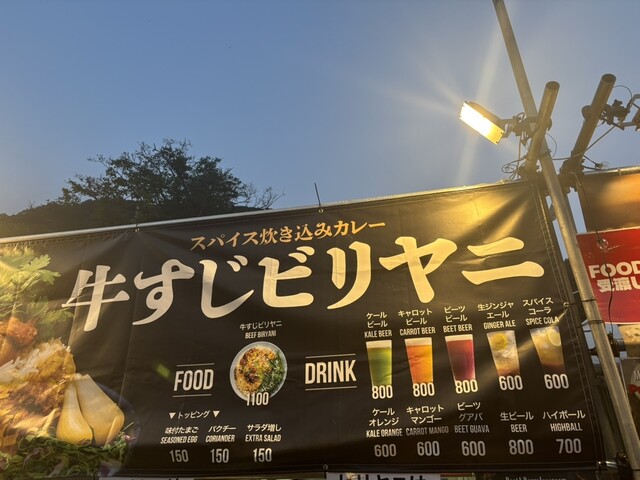 スパイス炊き込みカレー
牛すじビリヤニ
牛すじビリヤニ
BEEF BIRYANI
FOOD
1100
▼トッピング▼
味付たまご
SEASONED EGG
150
パクチー
CORIANDER
150
サラダ増し
EXTRA SALAD
150
DRINK
ケール
ビール
KALE BEER
800
キャロット
ビール
CARROT BEER
800
ビーツ
ビール
BEET BEER
800
生ジンジャ
エール
GINGER ALE
600
スパイス
コーラ
SPICE COLA
600
ケール
オレンジ
KALE ORANGE
600
キャロット
マンゴー
CARROT MANGO
600
ビーツ
グアバ
BEET GUAVA
600
生ビール
BEER
800
ハイボール
HIGHBALL
700
FOOD
受渡し